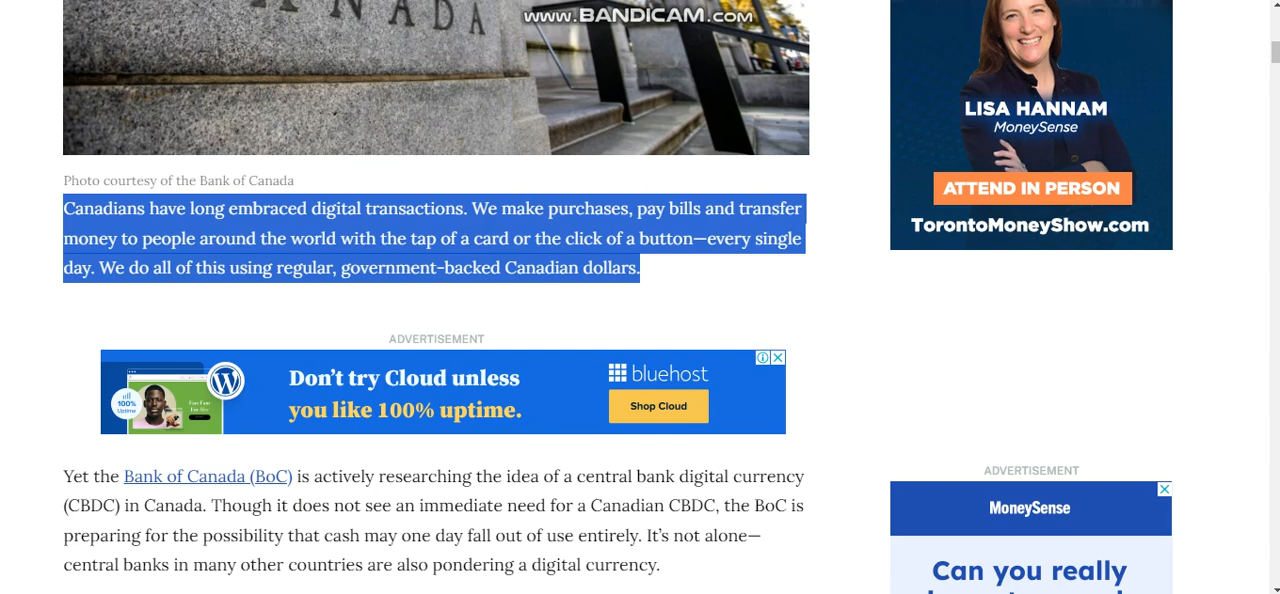 ANADA
www.BANDICAM.com
Photo courtesy of the Bank of Canada
Canadians have long embraced digital transactions. We make purchases, pay bills and transfer
money to people around the world with the tap of a card or the click of a button—every single
day. We do all of this using regular, government-backed Canadian dollars.
ADVERTISEMENT
W
100%
Uptime
Don't try Cloud unless
you like 100% uptime.
bluehost
Shop Cloud
Yet the Bank of Canada (BoC) is actively researching the idea of a central bank digital currency
(CBDC) in Canada. Though it does not see an immediate need for a Canadian CBDC, the BoC is
preparing for the possibility that cash may one day fall out of use entirely. It's not alone—
central banks in many other countries are also pondering a digital currency.
LISA HANNAM
MoneySense
ATTEND IN PERSON
TorontoMoneyShow.com
ADVERTISEMENT
MoneySense
Can you really